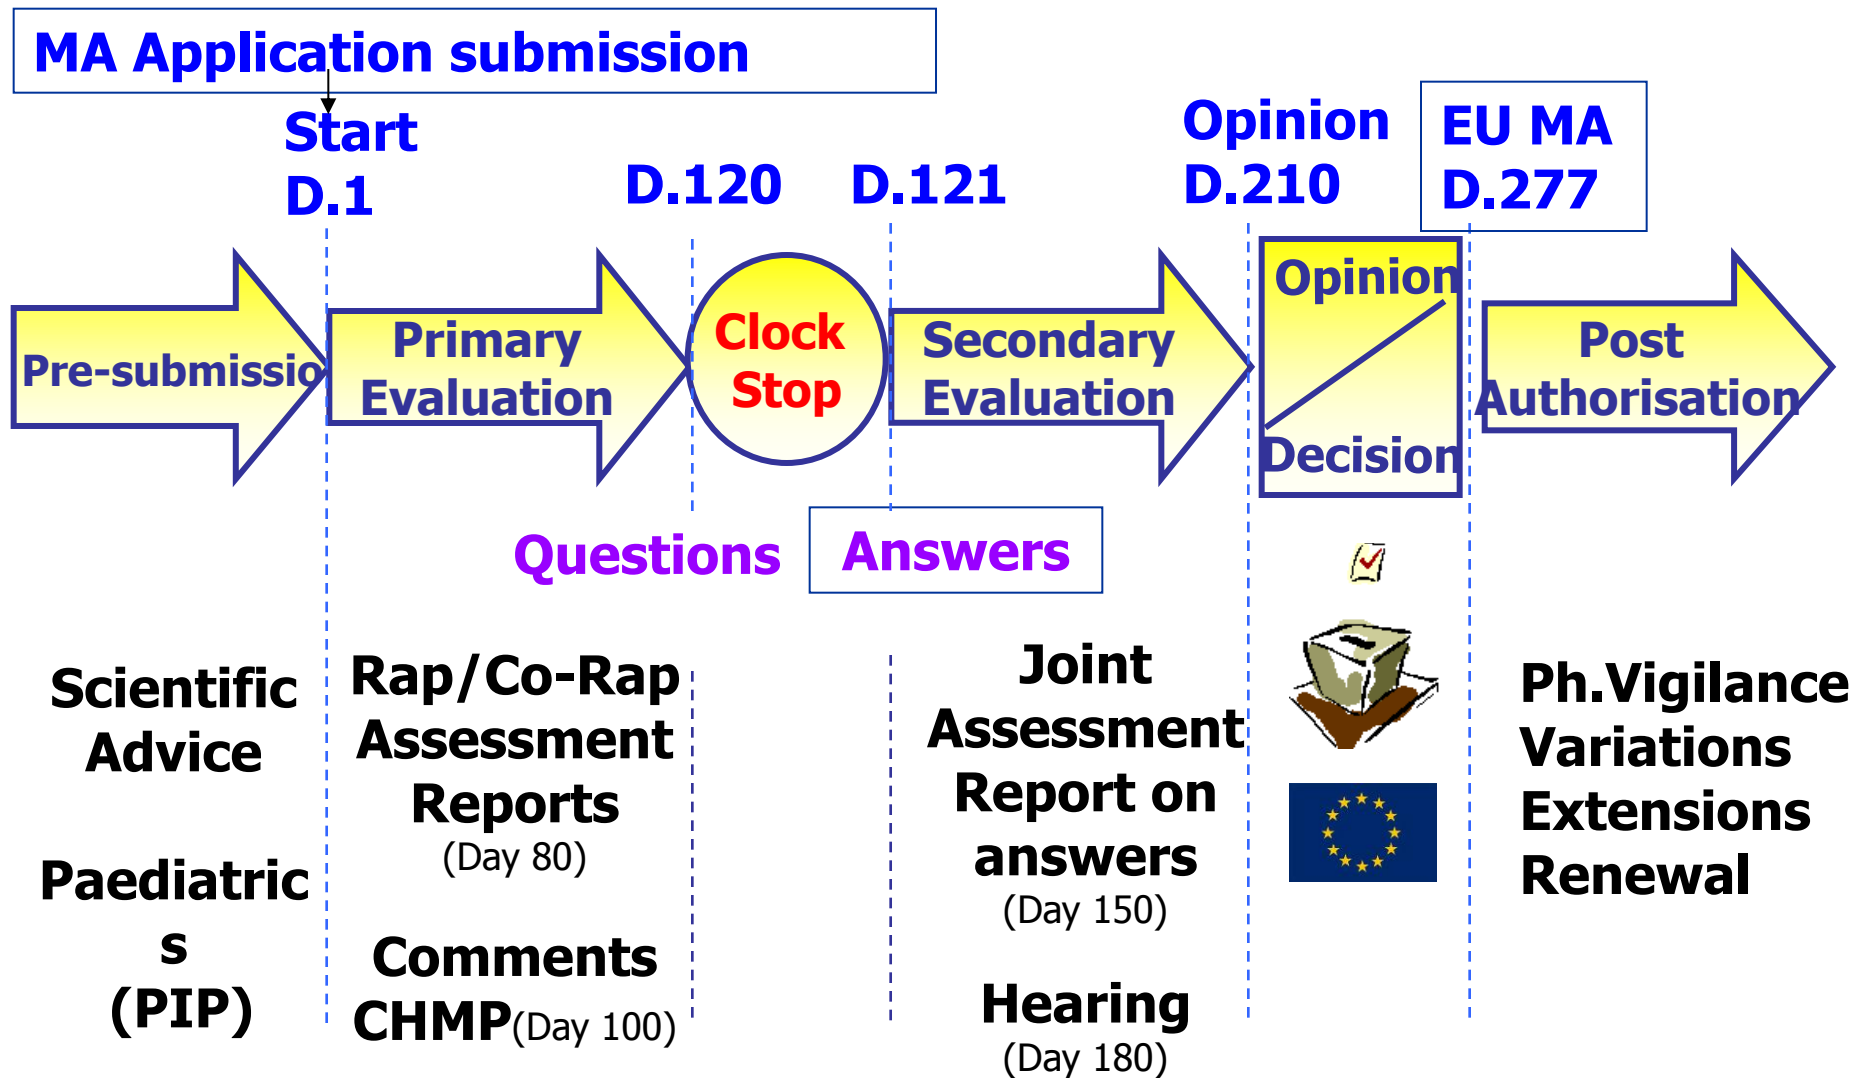 MA Application submission
Start
D.1
D.120
D.121
Opinion
D.210
EU MA
D.277
Pre-submissio
Primary
Evaluation
Clock
Stop
Secondary
Evaluation
Opinion
Decision
Post
Authorisation
Questions
Answers
Scientific
Advice
Paediatric
s
(PIP)
Rap/Co-Rap
Assessment
Reports
(Day 80)
Comments
CHMP(Day 100)
Joint
Assessment
Report on
answers
(Day 150)
Hearing
(Day 180)
Ph.Vigilance
Variations
Extensions
Renewal